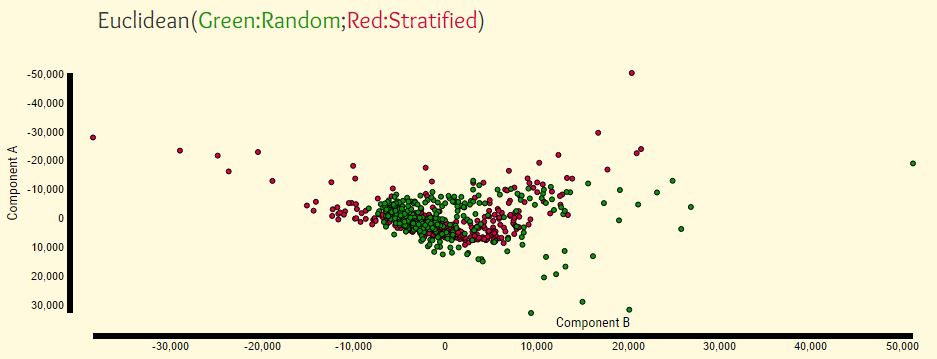 Euclidean(Green:Random;Red:Stratified)
-50,000
-40,000
-30,000
-20,000
-10,000
0
10,000
20,000
30,000
Component A
Component B
-30,000 -20,000 -10,000 0 10,000 20,000 30,000 40,000 50,000